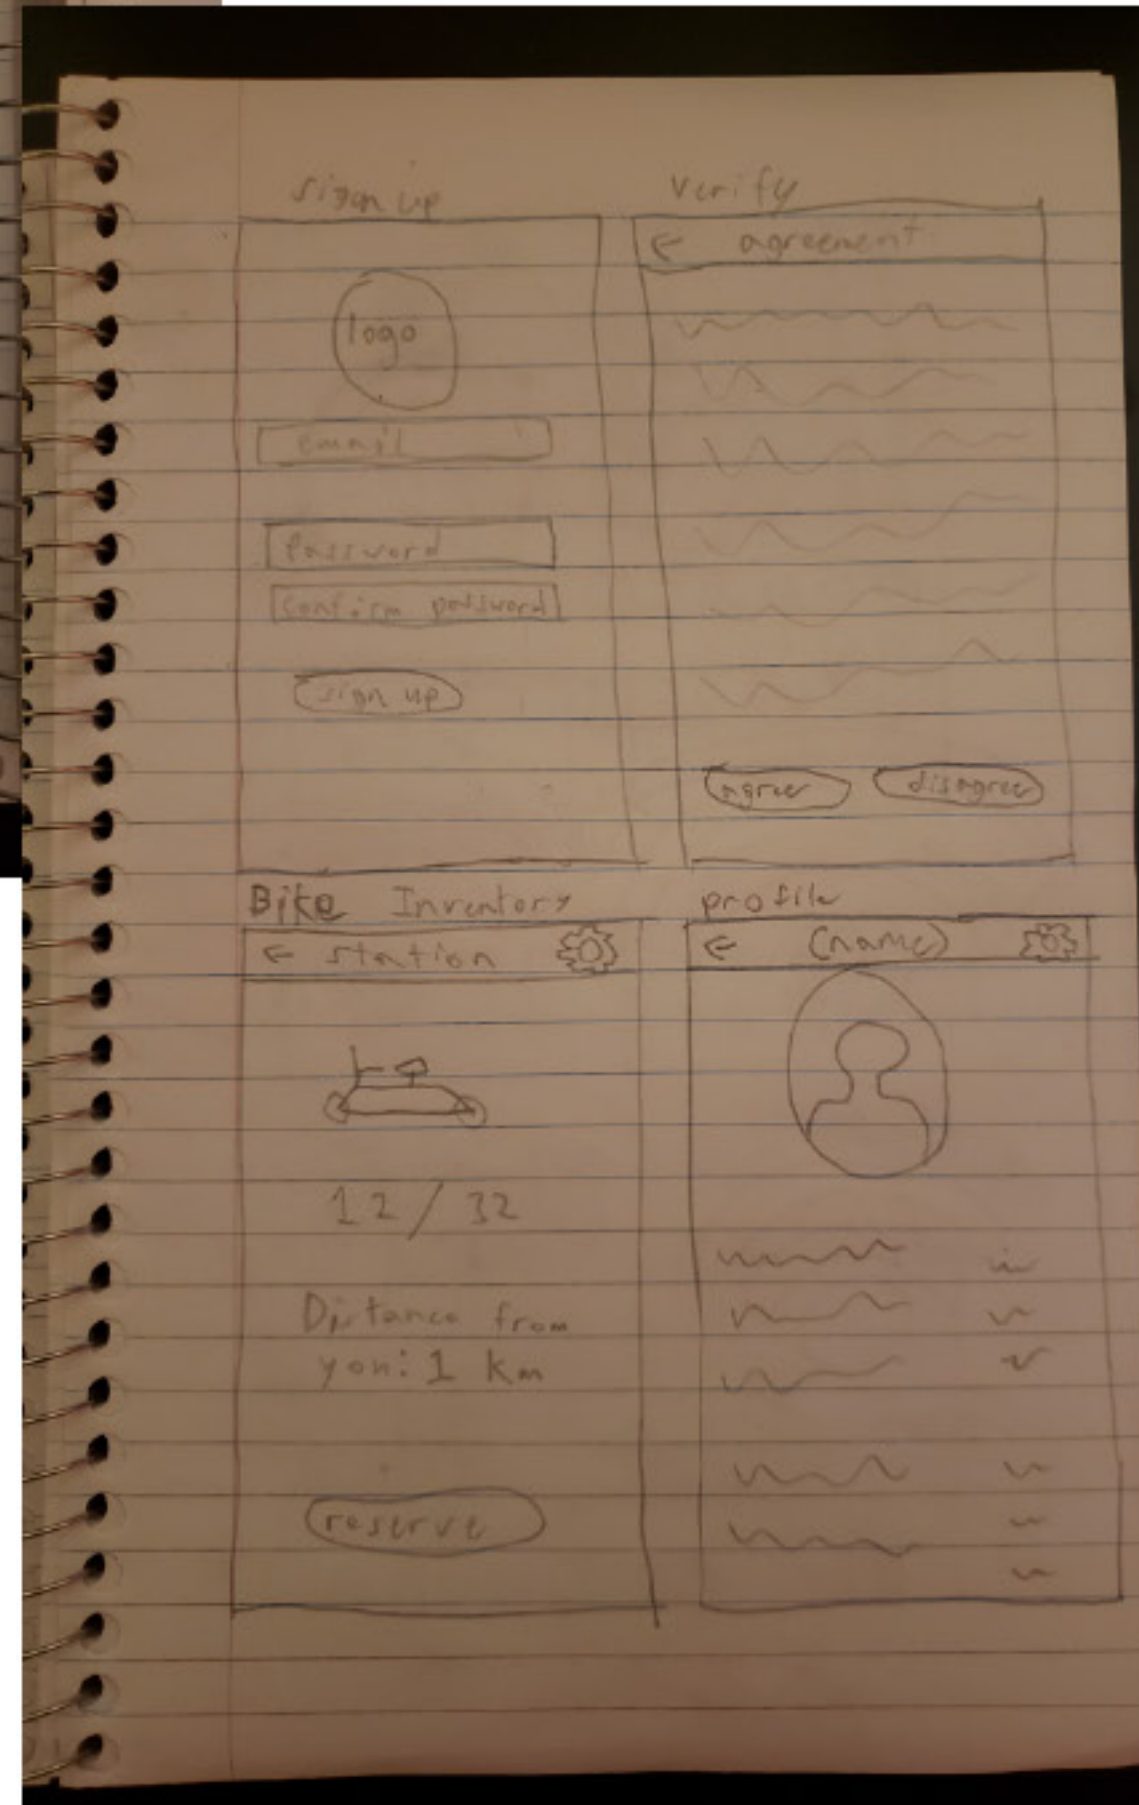 sign up
logo
email
password
confirm password
sign up
verify
← agreement
agree disagree
Bike Inventory
← station
12/32
Distance from
you: 1 km
reserve
profile
← (name)